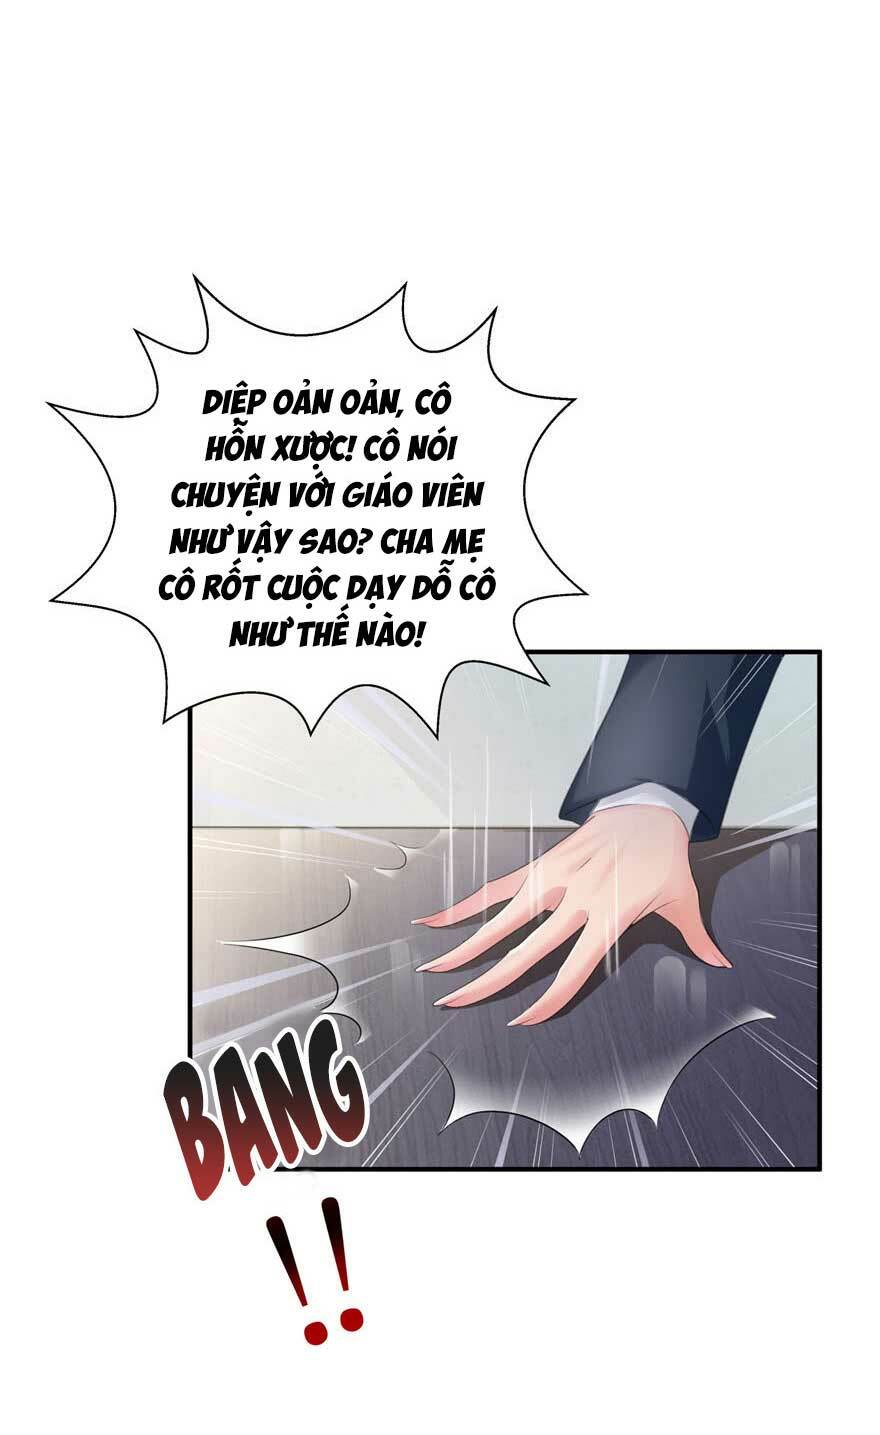 DIỆP OẢN OẢN, CÔ
HỖN XƯỢC! CÔ NÓI
CHUYỆN VỚI GIÁO VIÊN
NHƯ VẬY SAO? CHA MẸ
CÔ RỐT CUỘC DẠY DỖ CÔ
NHƯ THẾ NÀO!
BANG
!!